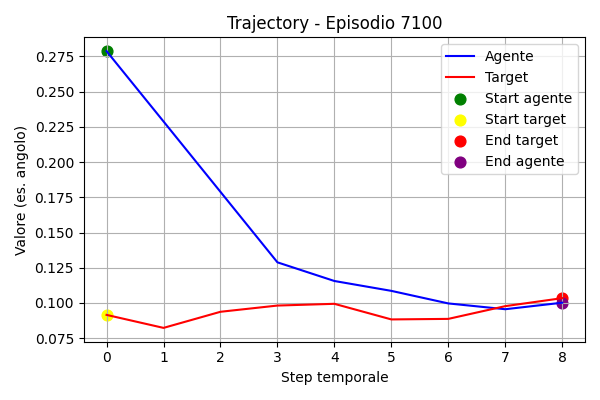 Trajectory - Episodio 7100
Valore (es. angolo)
0.275
0.250
0.225
0.200
0.175
0.150
0.125
0.100
0.075
Agente
Target
Start agente
Start target
End target
End agente
0 1 2 3 4 5 6 7 8
Step temporale